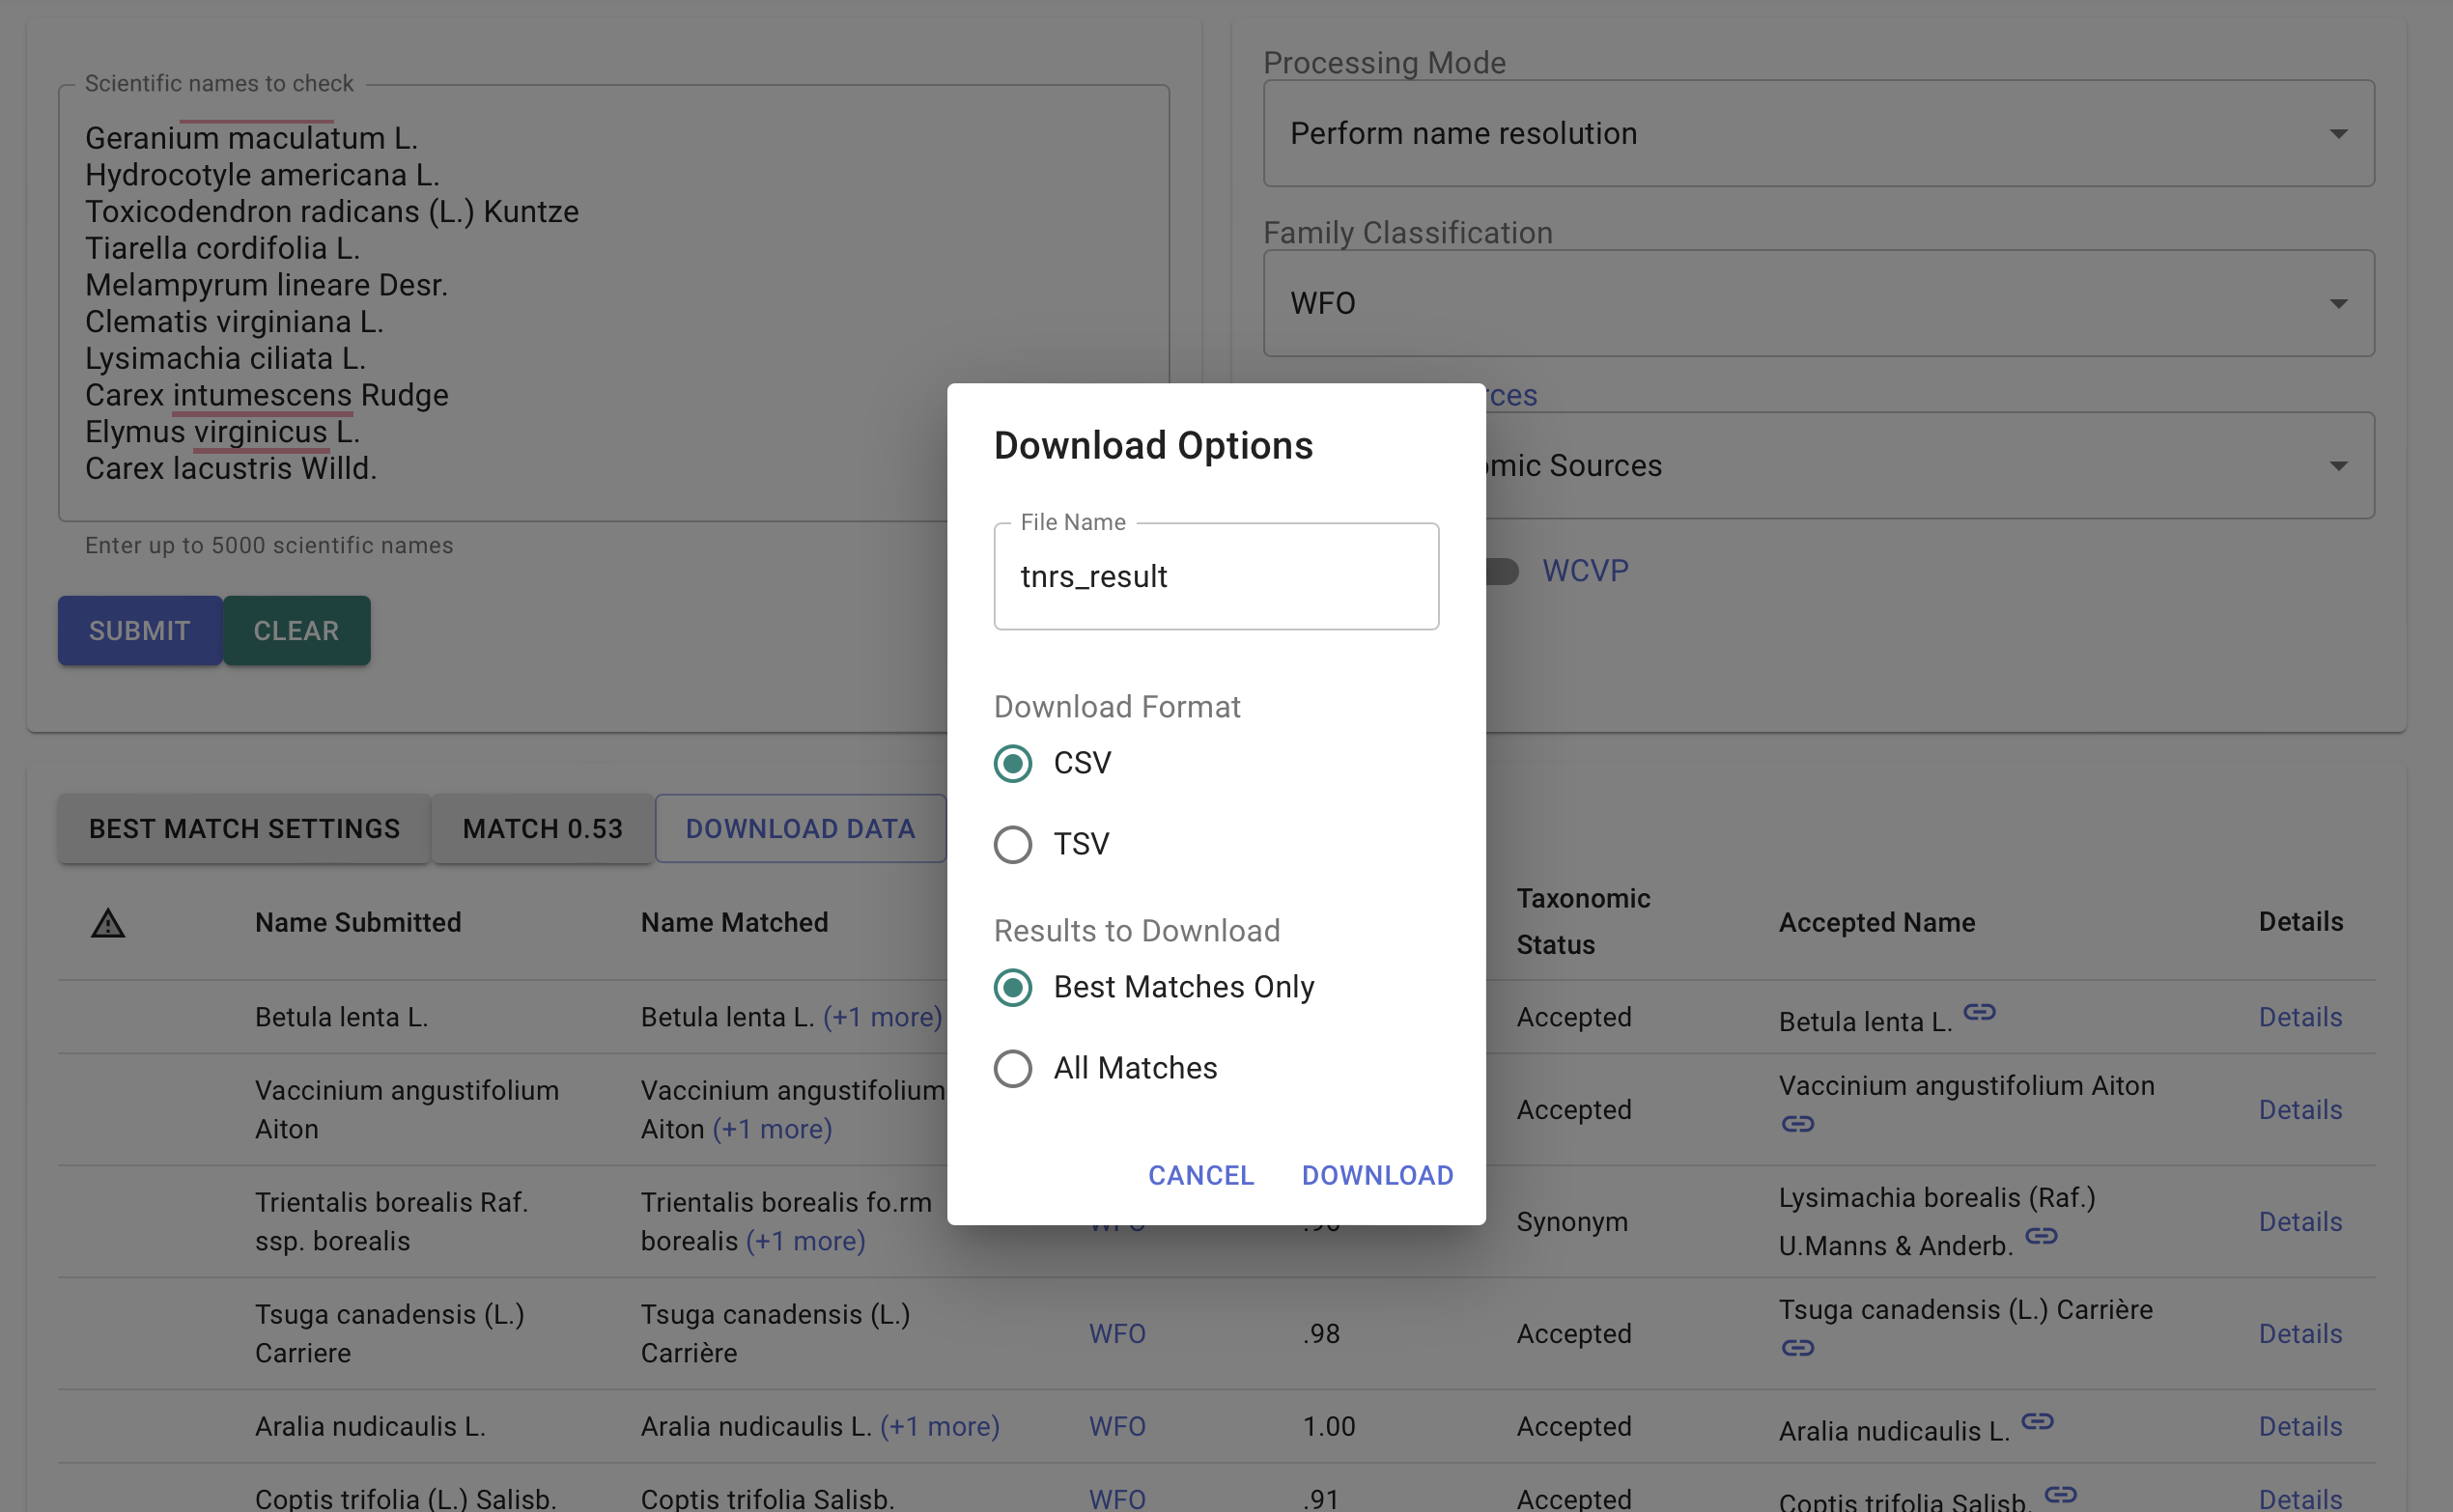 Scientific names to check
Geranium maculatum L.
Hydrocotyle americana L.
Toxicodendron radicans (L.) Kuntze
Tiarella cordifolia L.
Melampyrum lineare Desr.
Clematis virginiana L.
Lysimachia ciliata L.
Carex intumescens Rudge
Elymus virginicus L.
Carex lacustris Willd.
Enter up to 5000 scientific names
SUBMIT CLEAR
Processing Mode
Perform name resolution
Family Classification
WFO
rces
omic Sources
WCVP
Download Options
File Name
tnrs_result
Download Format
CSV
TSV
Results to Download
Best Matches Only
All Matches
CANCEL DOWNLOAD
BEST MATCH SETTINGS MATCH 0.53 DOWNLOAD DATA
Name Submitted Name Matched Taxonomic Status Accepted Name Details
Betula lenta L. Betula lenta L. (+1 more) Accepted Betula lenta L. Details
Vaccinium angustifolium Aiton Vaccinium angustifolium Aiton (+1 more) Accepted Vaccinium angustifolium Aiton Details
Trientalis borealis Raf. ssp. borealis Trientalis borealis fo.rm borealis (+1 more) WFO Synonym Lysimachia borealis (Raf.) U.Manns & Anderb. Details
Tsuga canadensis (L.) Carriere Tsuga canadensis (L.) Carrière WFO .98 Accepted Tsuga canadensis (L.) Carrière Details
Aralia nudicaulis L. Aralia nudicaulis L. (+1 more) WFO 1.00 Accepted Aralia nudicaulis L. Details
Coptis trifolia (L.) Salisb. Coptis trifolia Salisb. WFO .91 Accepted Coptis trifolia Salisb. Details